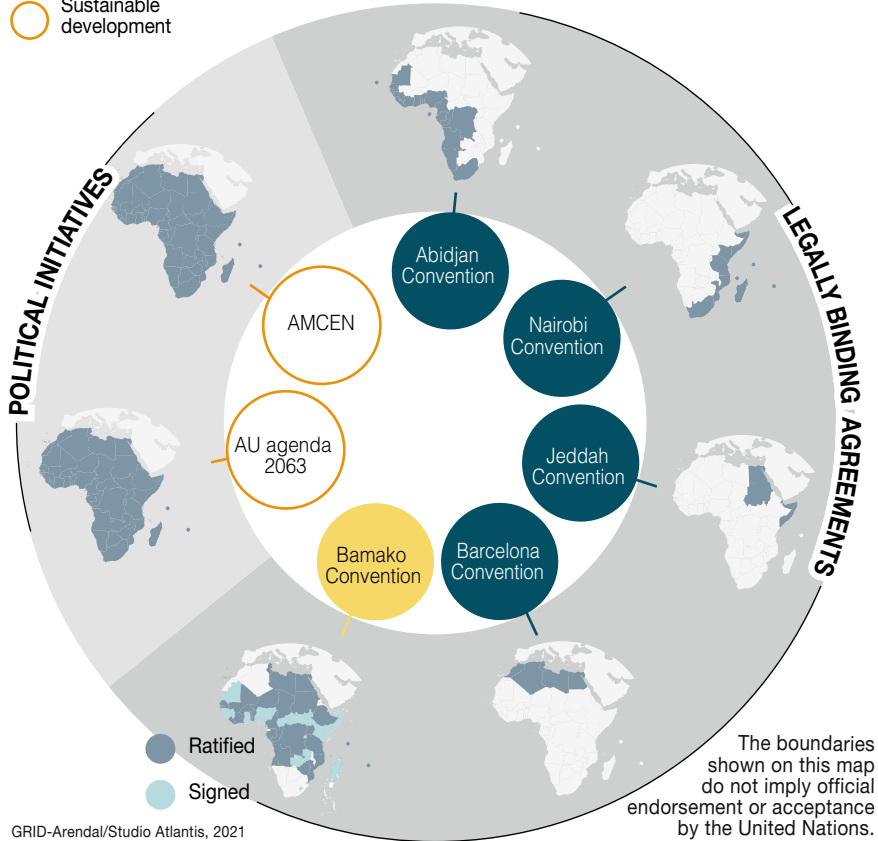 Sustainable
development
POLITICAL INITIATIVES
LEGALLY BINDING AGREEMENTS
Abidjan
Convention
Nairobi
Convention
AMCEN
Jeddah
Convention
AU agenda
2063
Bamako
Convention
Barcelona
Convention
Ratified
Signed
The boundaries
shown on this map
do not imply official
endorsement or acceptance
by the United Nations.
GRID-Arendal/Studio Atlantis, 2021